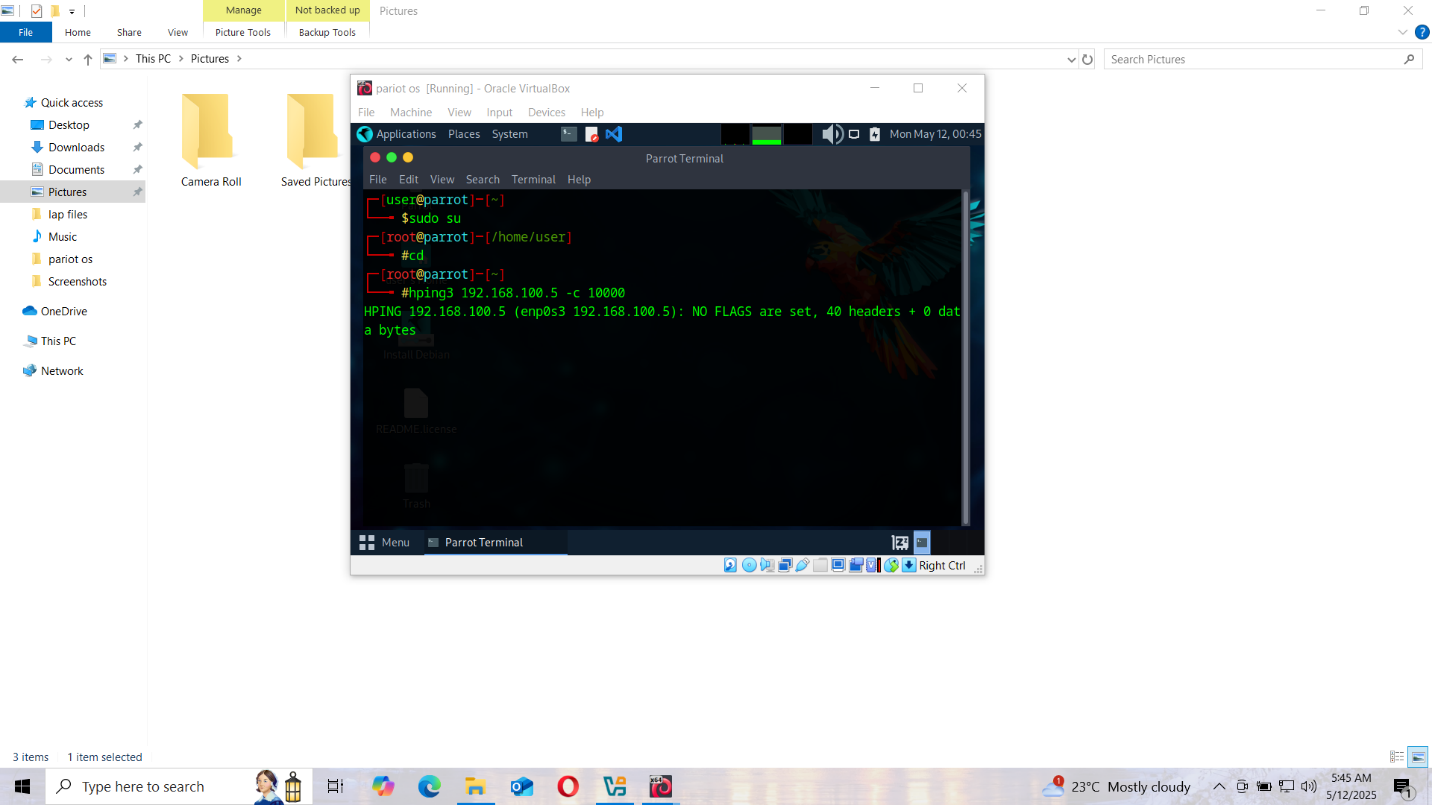 Manage
Not backed up
Pictures
File
Home
Share
View
Picture Tools
Backup Tools
This PC
Pictures
Search Pictures
Quick access
Desktop
Downloads
Documents
Pictures
lap files
Music
pariot os
Screenshots
OneDrive
This PC
Network
Camera Roll
Saved Pictures
pariot os [Running] - Oracle VirtualBox
File Machine View Input Devices Help
Applications Places System
Mon May 12, 00:45
Parrot Terminal
File Edit View Search Terminal Help
┌─[user@parrot]─[~]
└──╼ $sudo su
┌─[root@parrot]─[/home/user]
└──╼ #cd
┌─[root@parrot]─[~]
└──╼ #hping3 192.168.100.5 -c 10000
HPING 192.168.100.5 (enp0s3 192.168.100.5): NO FLAGS are set, 40 headers + 0 dat
a bytes
Install Debian
README.license
Trash
Menu
Parrot Terminal
Right Ctrl
3 items
1 item selected
Type here to search
x64
1
23°C Mostly cloudy
5:45 AM
5/12/2025
1